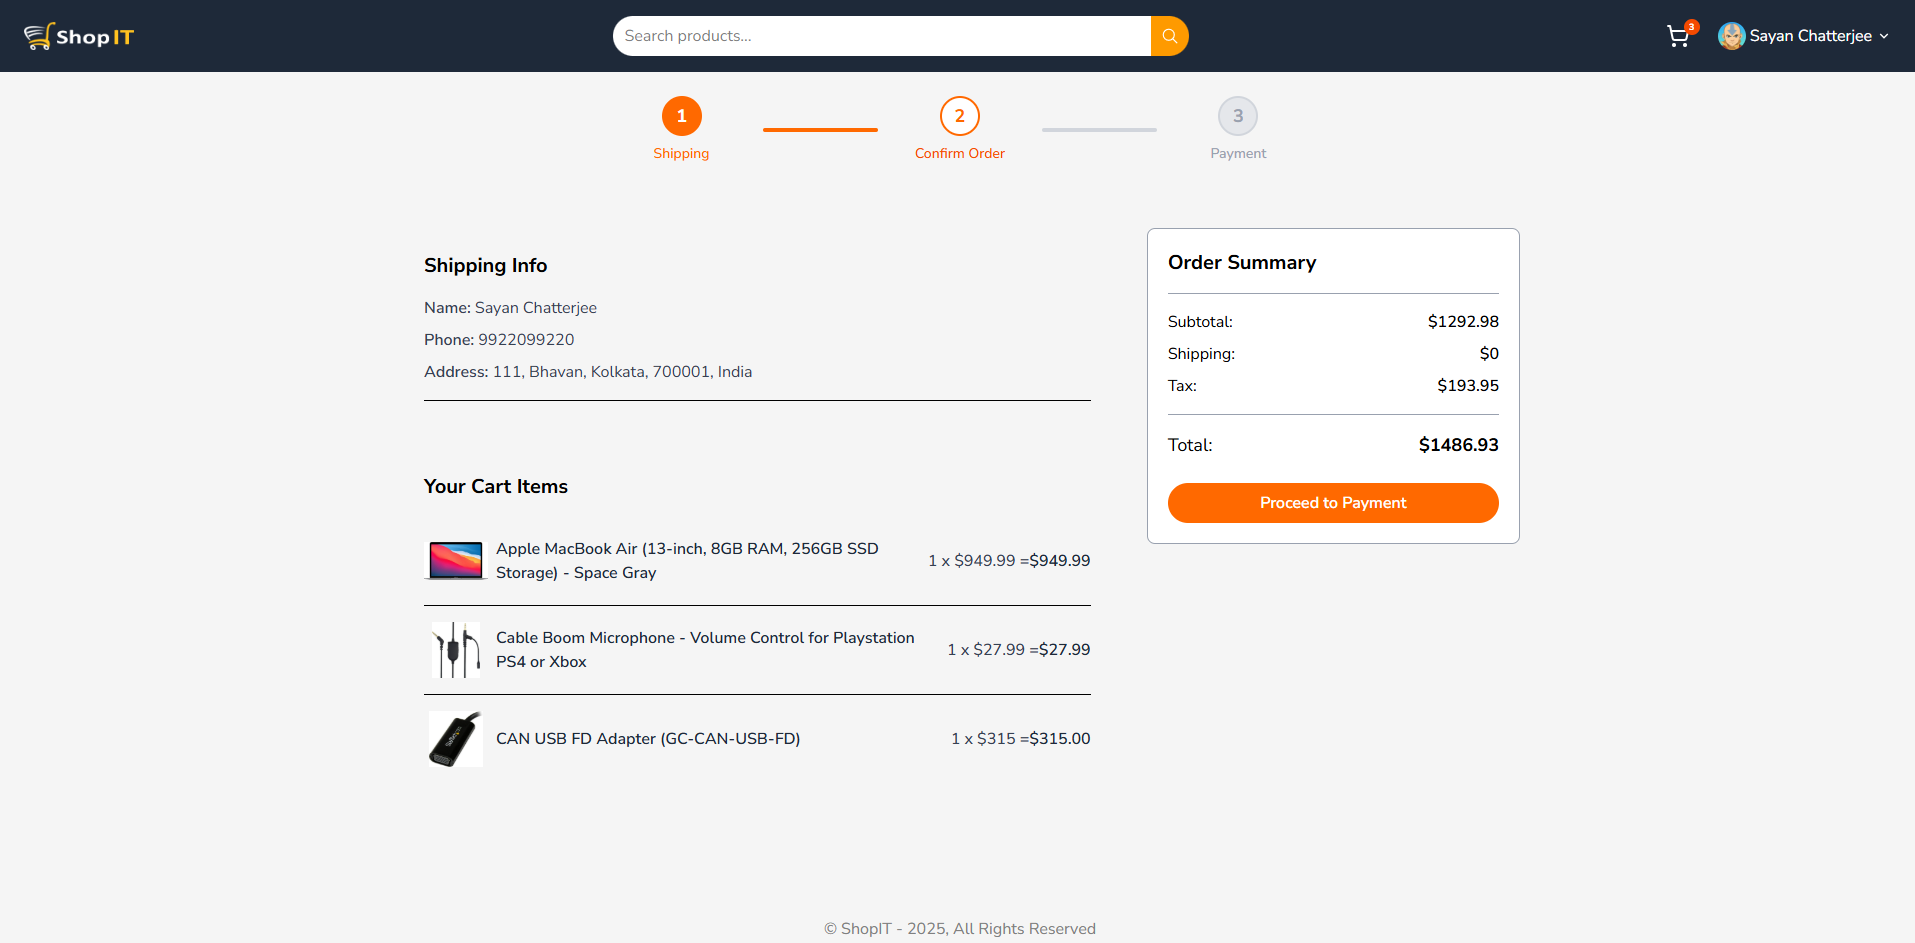 Shop IT
Search products...
3
Sayan Chatterjee
1
2
3
Shipping
Confirm Order
Payment
Shipping Info
Name: Sayan Chatterjee
Phone: 9922099220
Address: 111, Bhavan, Kolkata, 700001, India
Your Cart Items
Apple MacBook Air (13-inch, 8GB RAM, 256GB SSD
Storage) - Space Gray
1 x $949.99 =$949.99
Cable Boom Microphone - Volume Control for Playstation
PS4 or Xbox
1 x $27.99 =$27.99
CAN USB FD Adapter (GC-CAN-USB-FD)
1 x $315 =$315.00
Order Summary
Subtotal: $1292.98
Shipping: $0
Tax: $193.95
Total: $1486.93
Proceed to Payment
© ShopIT - 2025, All Rights Reserved